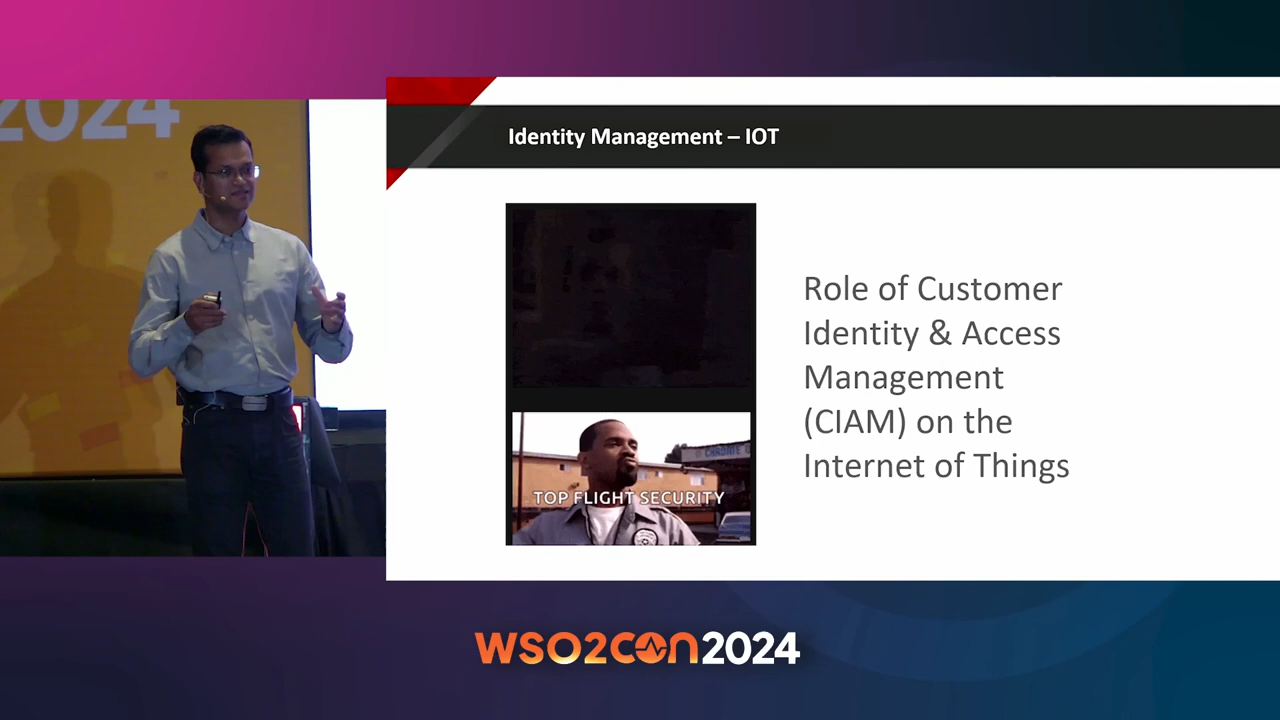 2024
Identity Management – IOT
Role of Customer
Identity & Access
Management
(CIAM) on the
Internet of Things
CHROME
TOP FLIGHT SECURITY
WSO2CON2024